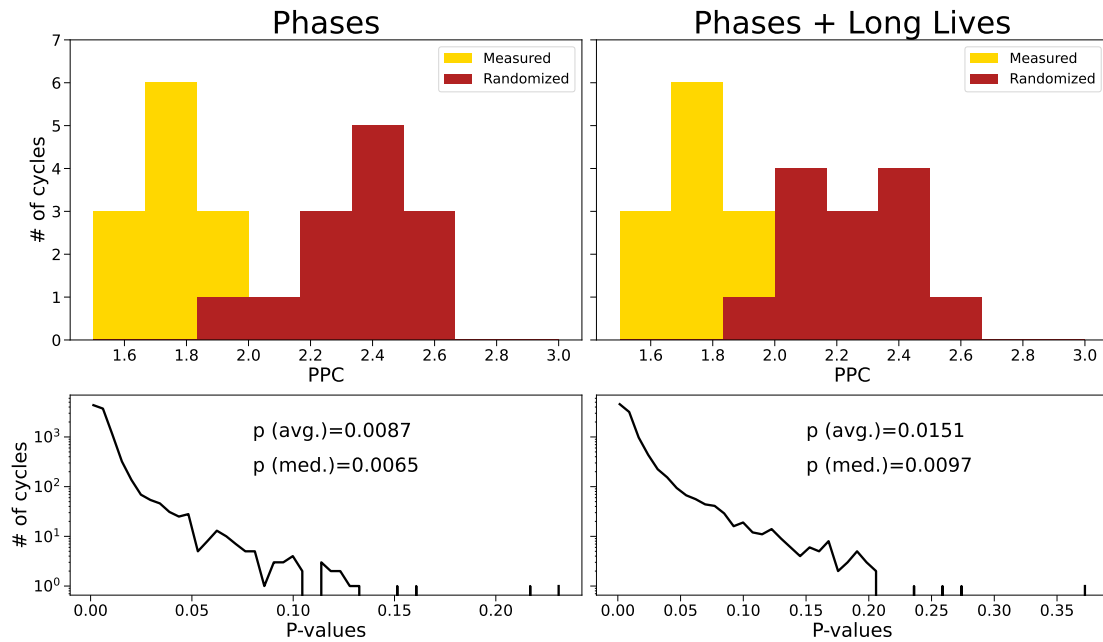 Phases
Phases + Long Lives
7
6
5
4
3
2
1
0
# of cycles
Measured
Randomized
Measured
Randomized
1.6 1.8 2.0 2.2 2.4 2.6 2.8 3.0
PPC
1.6 1.8 2.0 2.2 2.4 2.6 2.8 3.0
PPC
10³
10²
10¹
10⁰
# of cycles
p (avg.)=0.0087
p (med.)=0.0065
p (avg.)=0.0151
p (med.)=0.0097
0.00 0.05 0.10 0.15 0.20
P-values
0.00 0.05 0.10 0.15 0.20 0.25 0.30 0.35
P-values